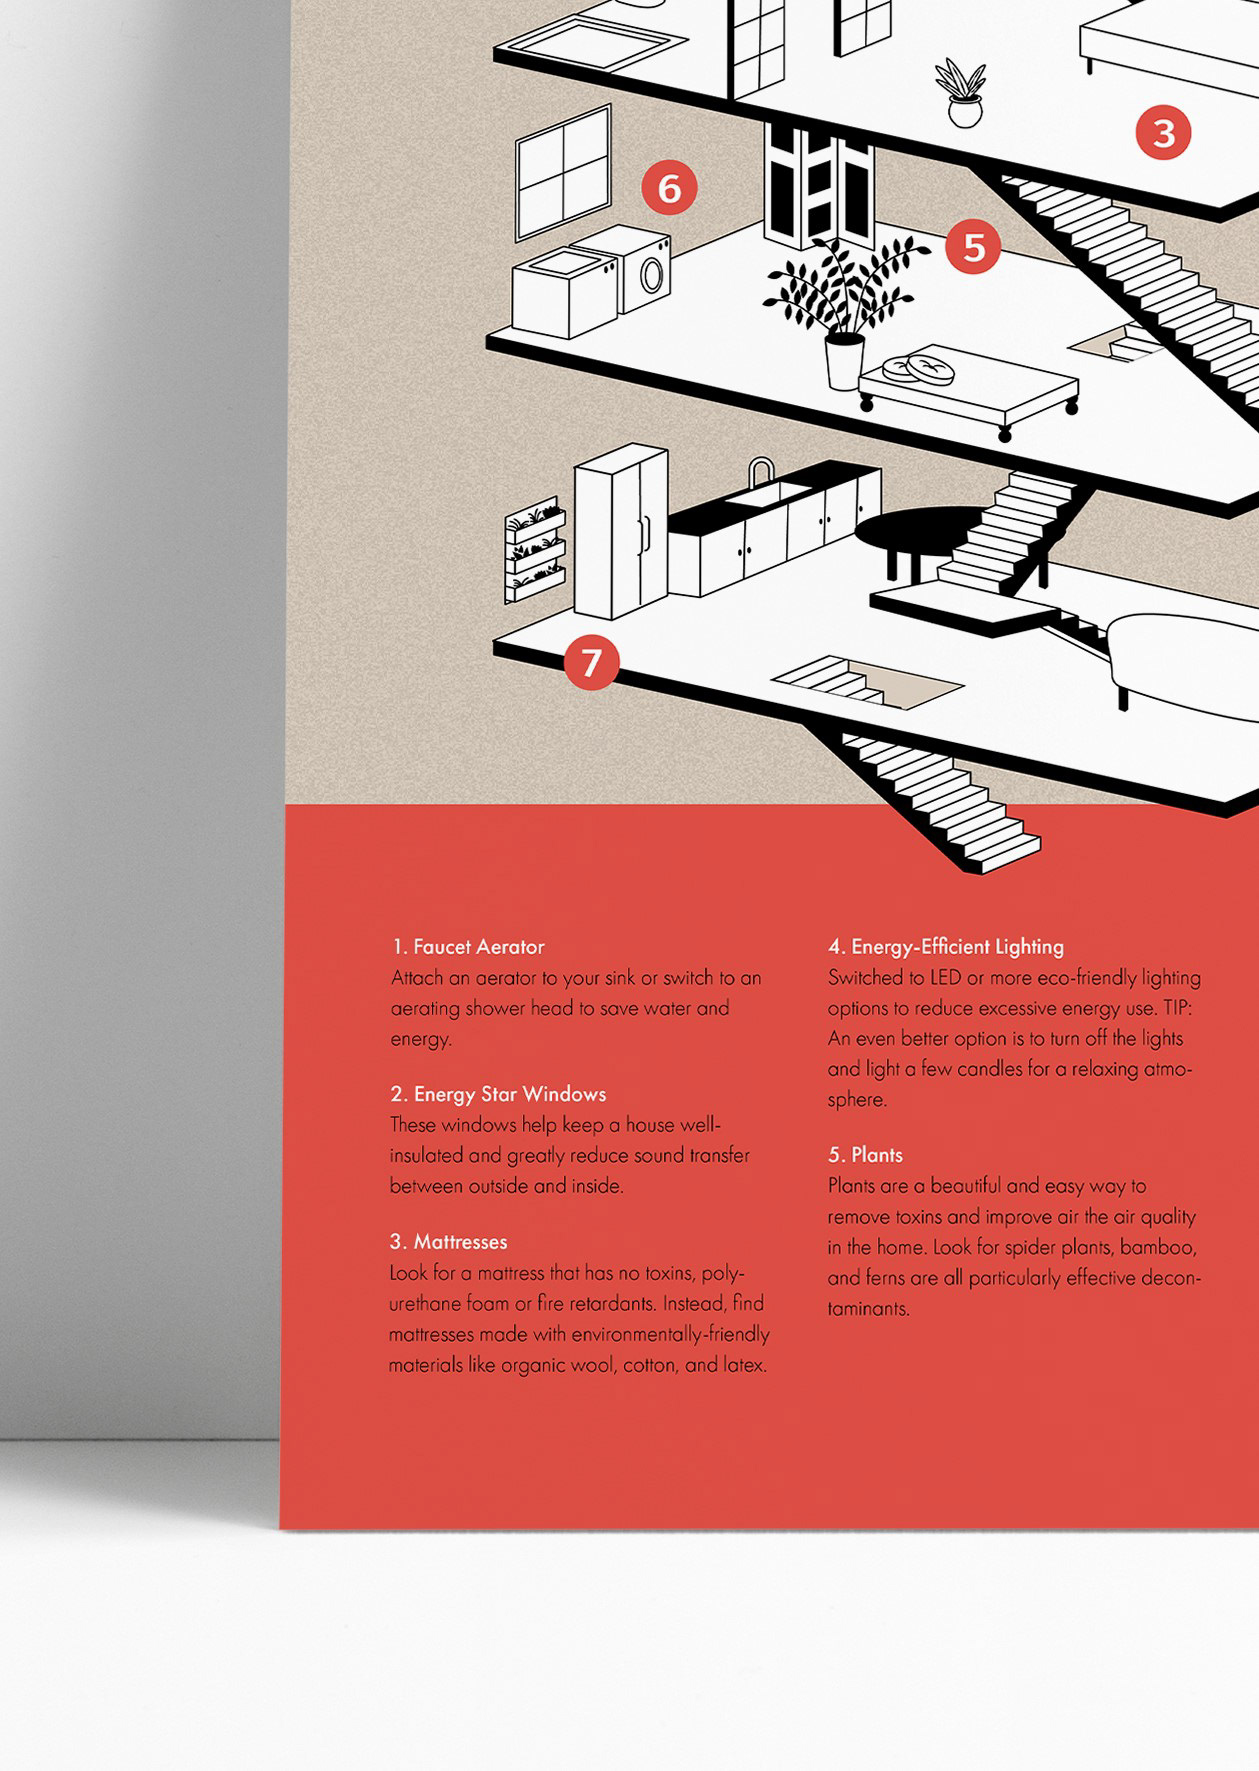 3
6
5
7
1. Faucet Aerator
Attach an aerator to your sink or switch to an
aerating shower head to save water and
energy.
2. Energy Star Windows
These windows help keep a house well-
insulated and greatly reduce sound transfer
between outside and inside.
3. Mattresses
Look for a mattress that has no toxins, poly-
urethane foam or fire retardants. Instead, find
mattresses made with environmentally-friendly
materials like organic wool, cotton, and latex.
4. Energy-Efficient Lighting
Switched to LED or more eco-friendly lighting
options to reduce excessive energy use. TIP:
An even better option is to turn off the lights
and light a few candles for a relaxing atmo-
sphere.
5. Plants
Plants are a beautiful and easy way to
remove toxins and improve air the air quality
in the home. Look for spider plants, bamboo,
and ferns are all particularly effective decon-
taminants.